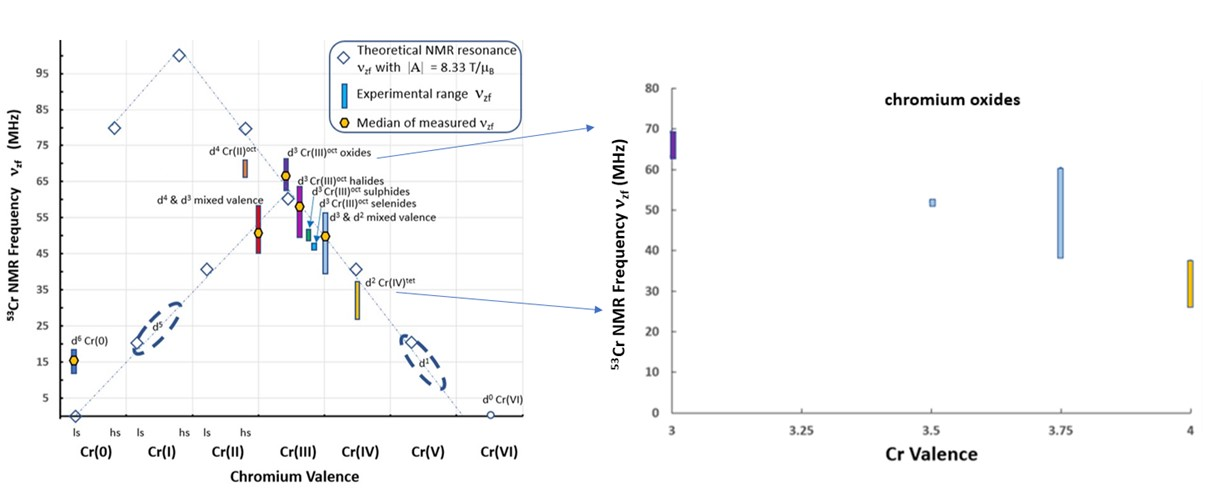 Theoretical NMR resonance
ν_zf with |A| = 8.33 T/μ_B
Experimental range ν_zf
Median of measured ν_zf
⁵³Cr NMR Frequency ν_zf (MHz)
95
85
75
65
55
45
35
25
15
5
d⁴ Cr(II)ᵒᶜᵗ
d³ Cr(III)ᵒᶜᵗ oxides
d³ Cr(III)ᵒᶜᵗ halides
d³ Cr(III)ᵒᶜᵗ sulphides
d³ Cr(III)ᵒᶜᵗ selenides
d⁴ & d³ mixed valence
d³ & d² mixed valence
d² Cr(IV)ᵗᵉᵗ
d⁵
d⁶ Cr(0)
d¹
d⁰ Cr(VI)
ls hs ls hs ls hs
Cr(0) Cr(I) Cr(II) Cr(III) Cr(IV) Cr(V) Cr(VI)
Chromium Valence
chromium oxides
⁵³Cr NMR Frequency ν_zf (MHz)
80
70
60
50
40
30
20
10
0
3 3.25 3.5 3.75 4
Cr Valence